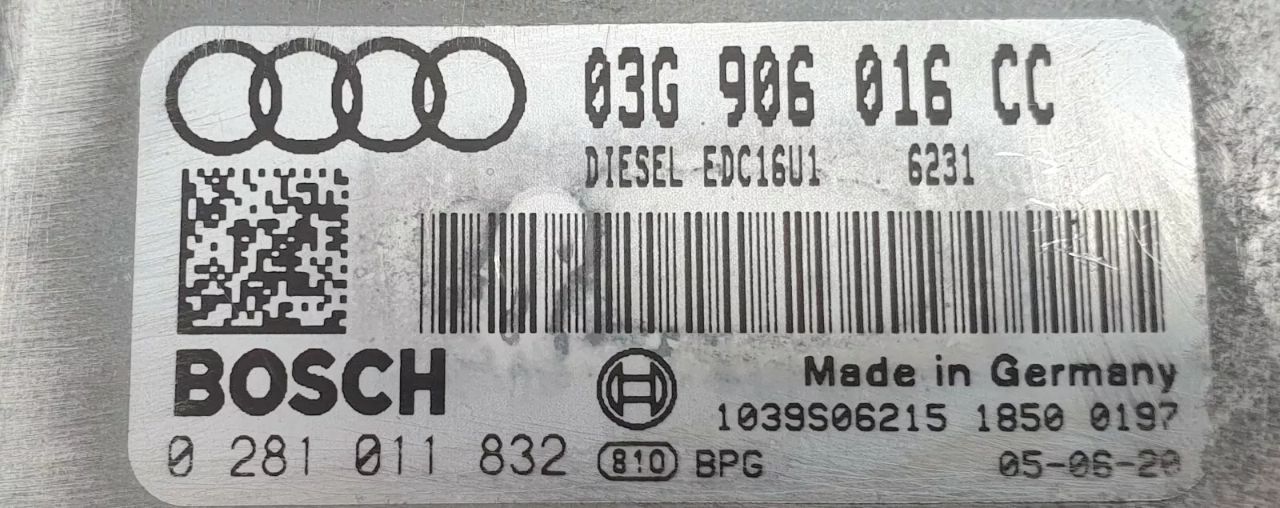 03G 906 016 CC
DIESEL EDC16U1 6231
BOSCH
Made in Germany
1039S06215 1850 0197
0 281 011 832 810 BPG 05-06-20